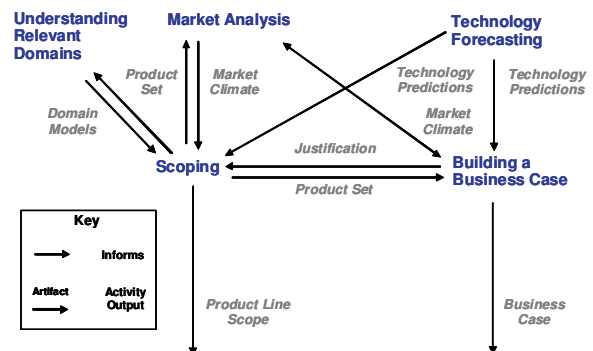 Understanding
Relevant
Domains
Market Analysis
Technology
Forecasting
Product
Set
Market
Climate
Technology
Predictions
Technology
Predictions
Domain
Models
Market
Climate
Justification
Scoping
Building a
Business Case
Product Set
Key
Informs
Artifact
Activity
Output
Product Line
Scope
Business
Case